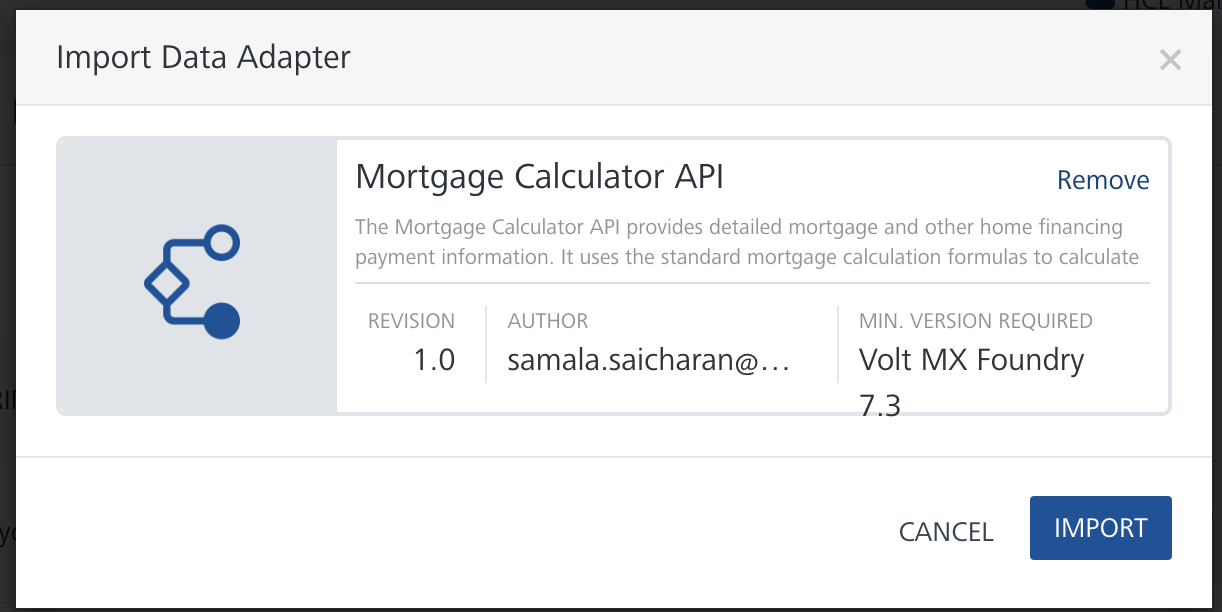 Import Data Adapter
Mortgage Calculator API
Remove
The Mortgage Calculator API provides detailed mortgage and other home financing
payment information. It uses the standard mortgage calculation formulas to calculate
REVISION
1.0
AUTHOR
samala.saicharan@...
MIN. VERSION REQUIRED
Volt MX Foundry
7.3
CANCEL
IMPORT